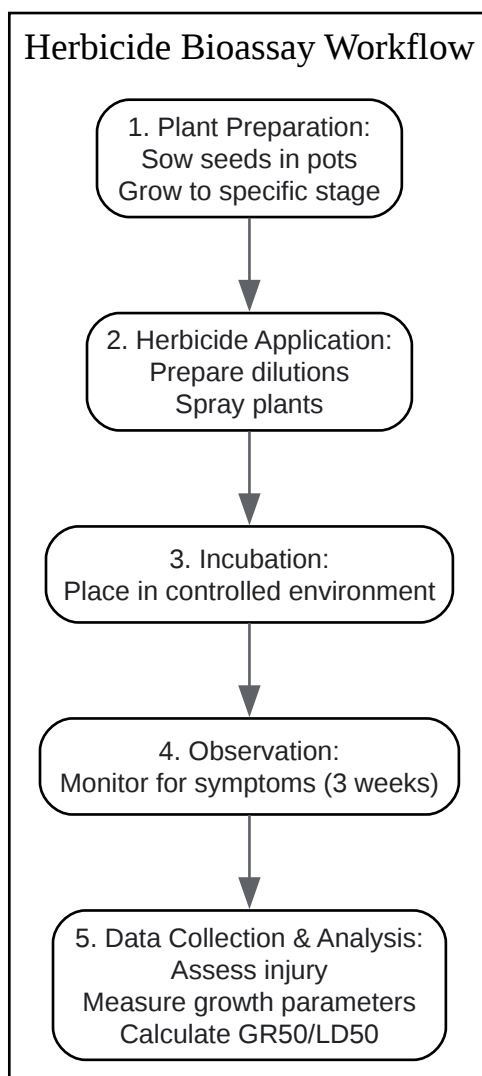 Herbicide Bioassay Workflow
1. Plant Preparation:
Sow seeds in pots
Grow to specific stage
2. Herbicide Application:
Prepare dilutions
Spray plants
3. Incubation:
Place in controlled environment
4. Observation:
Monitor for symptoms (3 weeks)
5. Data Collection & Analysis:
Assess injury
Measure growth parameters
Calculate GR50/LD50